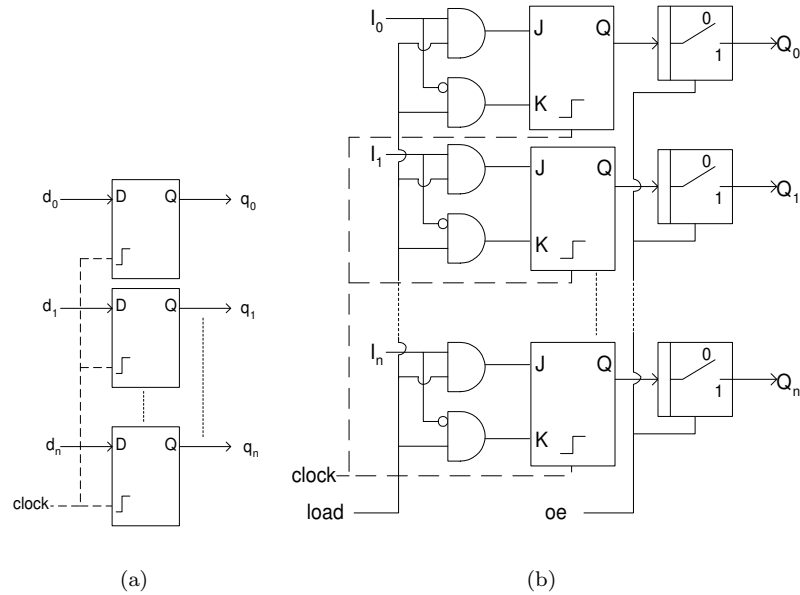 d0 D Q q0
d1 D Q q1
dn D Q qn
clock
(a)
I0 J Q 0 1 Q0
K
I1 J Q 0 1 Q1
K
In J Q 0 1 Qn
K
clock
load oe
(b)